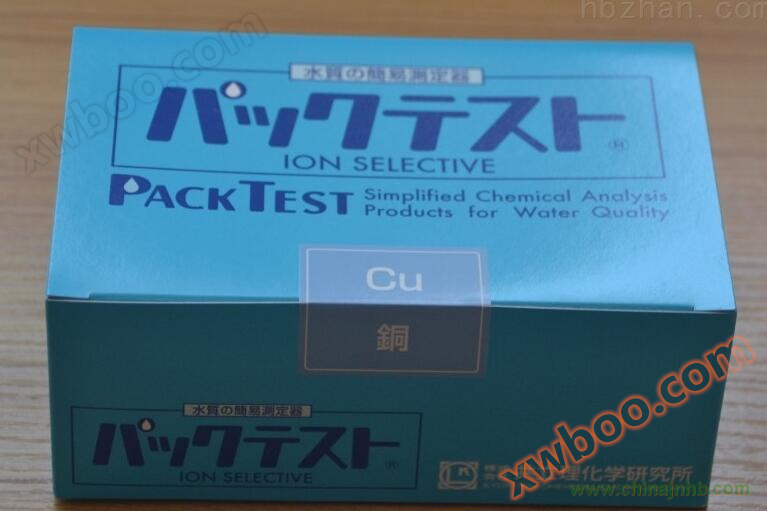 hbzhan.com
xwboo.com
水質の簡易測定器
パックテスト®
ION SELECTIVE
PACKTEST Simplified Chemical Analysis
Products for Water Quality
Cu
銅
水質の簡易測定器
パックテスト®
ION SELECTIVE
理化学研究所
xwboo.com
www.chinajnhb.com